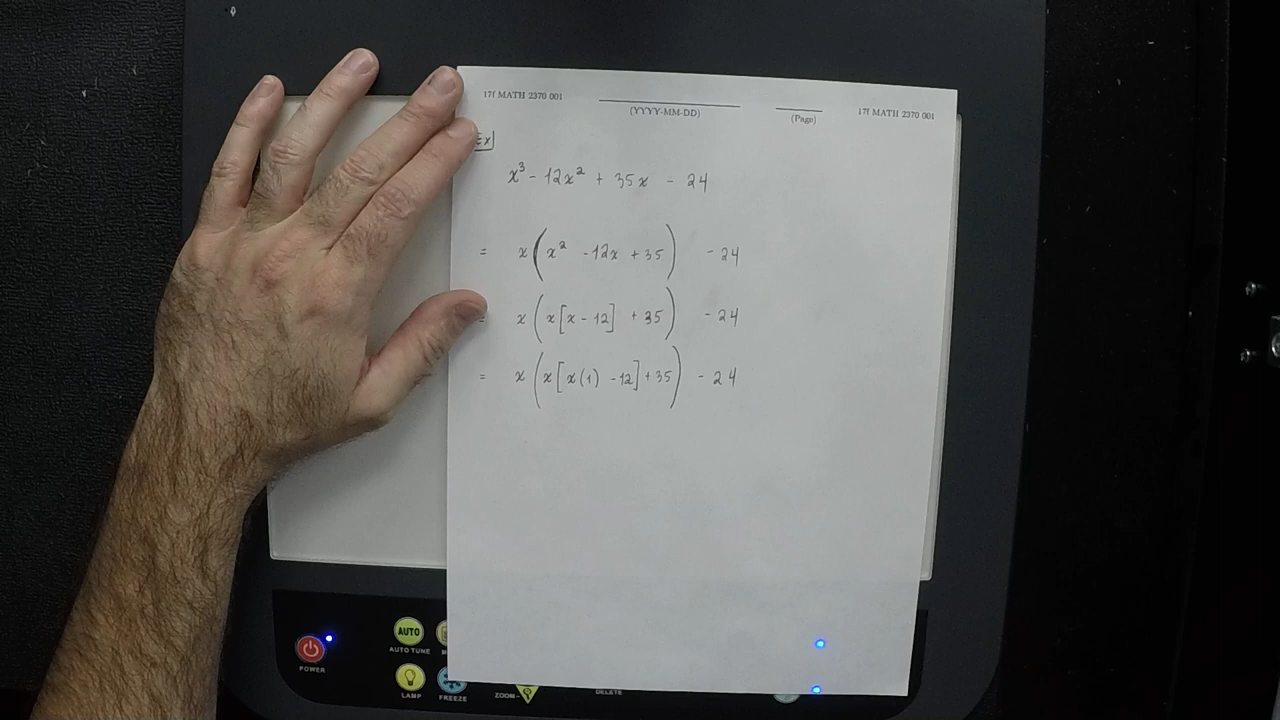 17f MATH 2370 001 (YYYY-MM-DD) (Page) 17f MATH 2370 001
Ex
x³ - 12x² + 35x - 24
= x(x² - 12x + 35) - 24
= x(x[x - 12] + 35) - 24
= x(x[x(1) - 12] + 35) - 24
AUTO
AUTO TUNE
POWER
LAMP
FREEZE
ZOOM-
DELETE